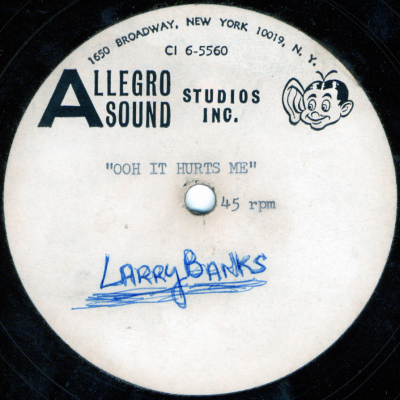 1650 BROADWAY, NEW YORK 10019, N. Y.
CI 6-5560
ALLEGRO
SOUND
STUDIOS
INC.
"OOH IT HURTS ME"
45 rpm
LARRY BANKS